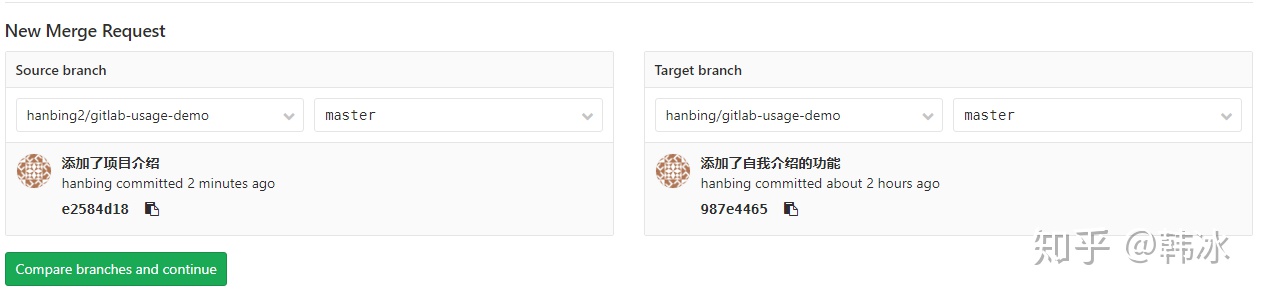 New Merge Request
Source branch
hanbing2/gitlab-usage-demo
master
添加了项目介绍
hanbing committed 2 minutes ago
e2584d18
Target branch
hanbing/gitlab-usage-demo
master
添加了自我介绍的功能
hanbing committed about 2 hours ago
987e4465
Compare branches and continue
知乎 @韩冰